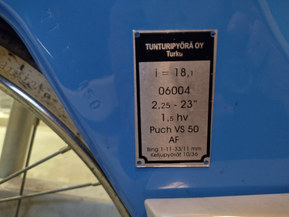 TUNTURIPYÖRÄ OY
Turku
i = 18,1
06004
2,25 - 23"
1,5 hv
Puch VS 50
AF